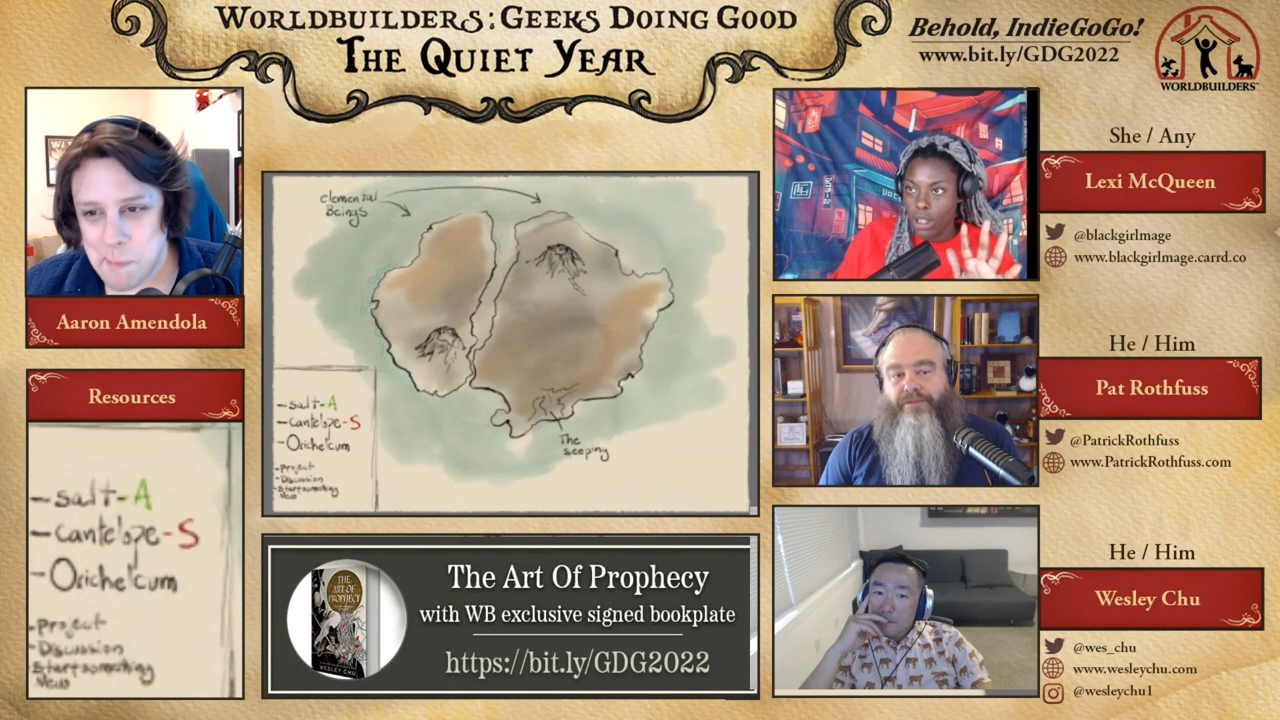 Worldbuilders: Geeks Doing Good
The Quiet Year
Behold, IndieGoGo!
www.bit.ly/GDG2022
WORLDBUILDERS
Aaron Amendola
Resources
-salt-A
-cantelope-S
-Orichelcum
-Project
-Discussion
-Start something
New
Elemental
Beings
The
seeping
-salt-A
-cantelope-S
-Orichelcum
-Project
-Discussion
-Start something
New
THE
ART OF
PROPHECY
WESLEY CHU
The Art Of Prophecy
with WB exclusive signed bookplate
https://bit.ly/GDG2022
She / Any
Lexi McQueen
@blackgirlmage
www.blackgirlmage.carrd.co
He / Him
Pat Rothfuss
@PatrickRothfuss
www.PatrickRothfuss.com
He / Him
Wesley Chu
@wes_chu
www.wesleychu.com
@wesleychu1